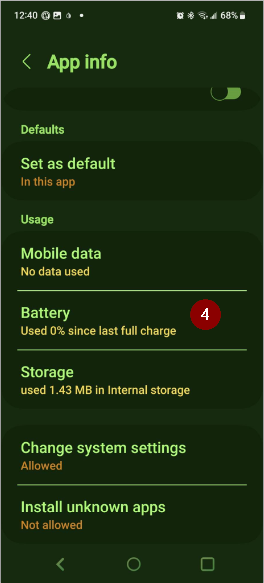 12:40 68%
App info
Defaults
Set as default
In this app
Usage
Mobile data
No data used
Battery
Used 0% since last full charge
4
Storage
used 1.43 MB in Internal storage
Change system settings
Allowed
Install unknown apps
Not allowed